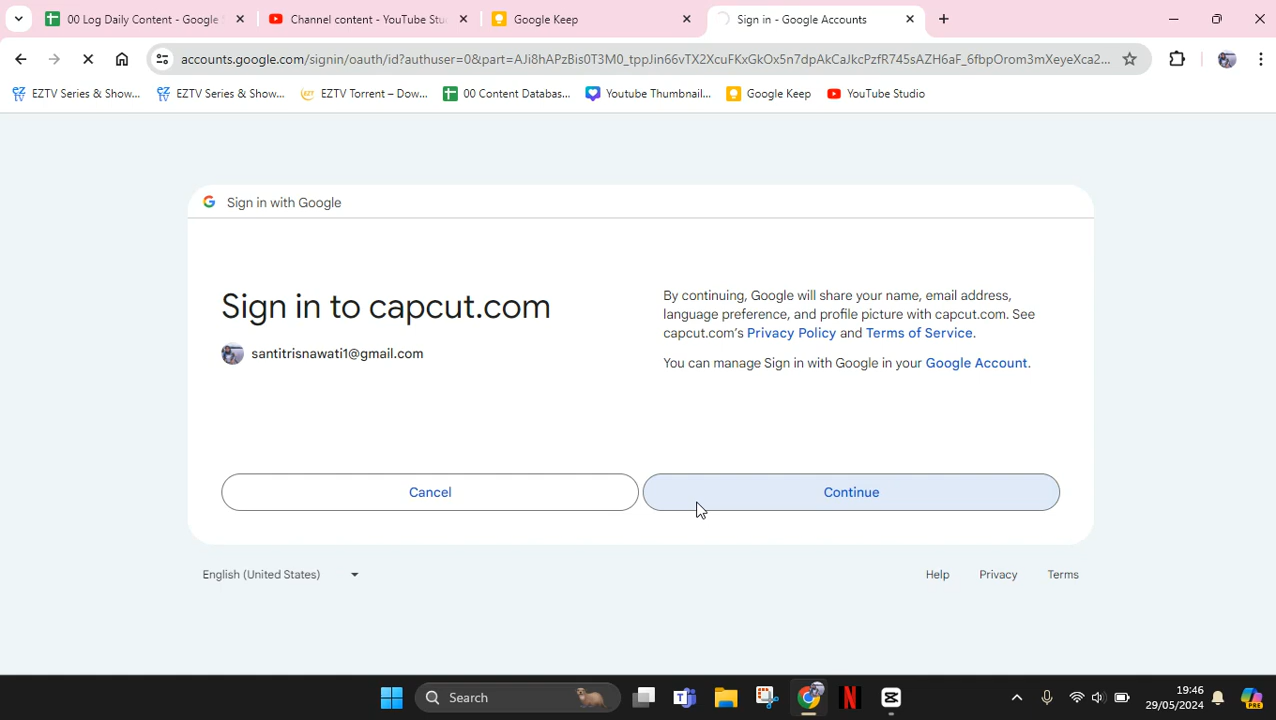 00 Log Daily Content - Google
Channel content - YouTube Stu
Google Keep
Sign in - Google Accounts
accounts.google.com/signin/oauth/id?authuser=0&part=AJi8hAPzBis0T3M0_tppJin66vTX2XcuFKxGkOx5n7dpAkCaJkcPzfR745sAZH6aF_6fbpOrom3mXeyeXca2...
EZTV Series & Show...
EZTV Series & Show...
EZTV Torrent – Dow...
00 Content Databas...
Youtube Thumbnail...
Google Keep
YouTube Studio
Sign in with Google
Sign in to capcut.com
santitrisnawati1@gmail.com
By continuing, Google will share your name, email address,
language preference, and profile picture with capcut.com. See
capcut.com's Privacy Policy and Terms of Service.
You can manage Sign in with Google in your Google Account.
Cancel
Continue
English (United States)
Help
Privacy
Terms
Search
19:46
29/05/2024
PRE